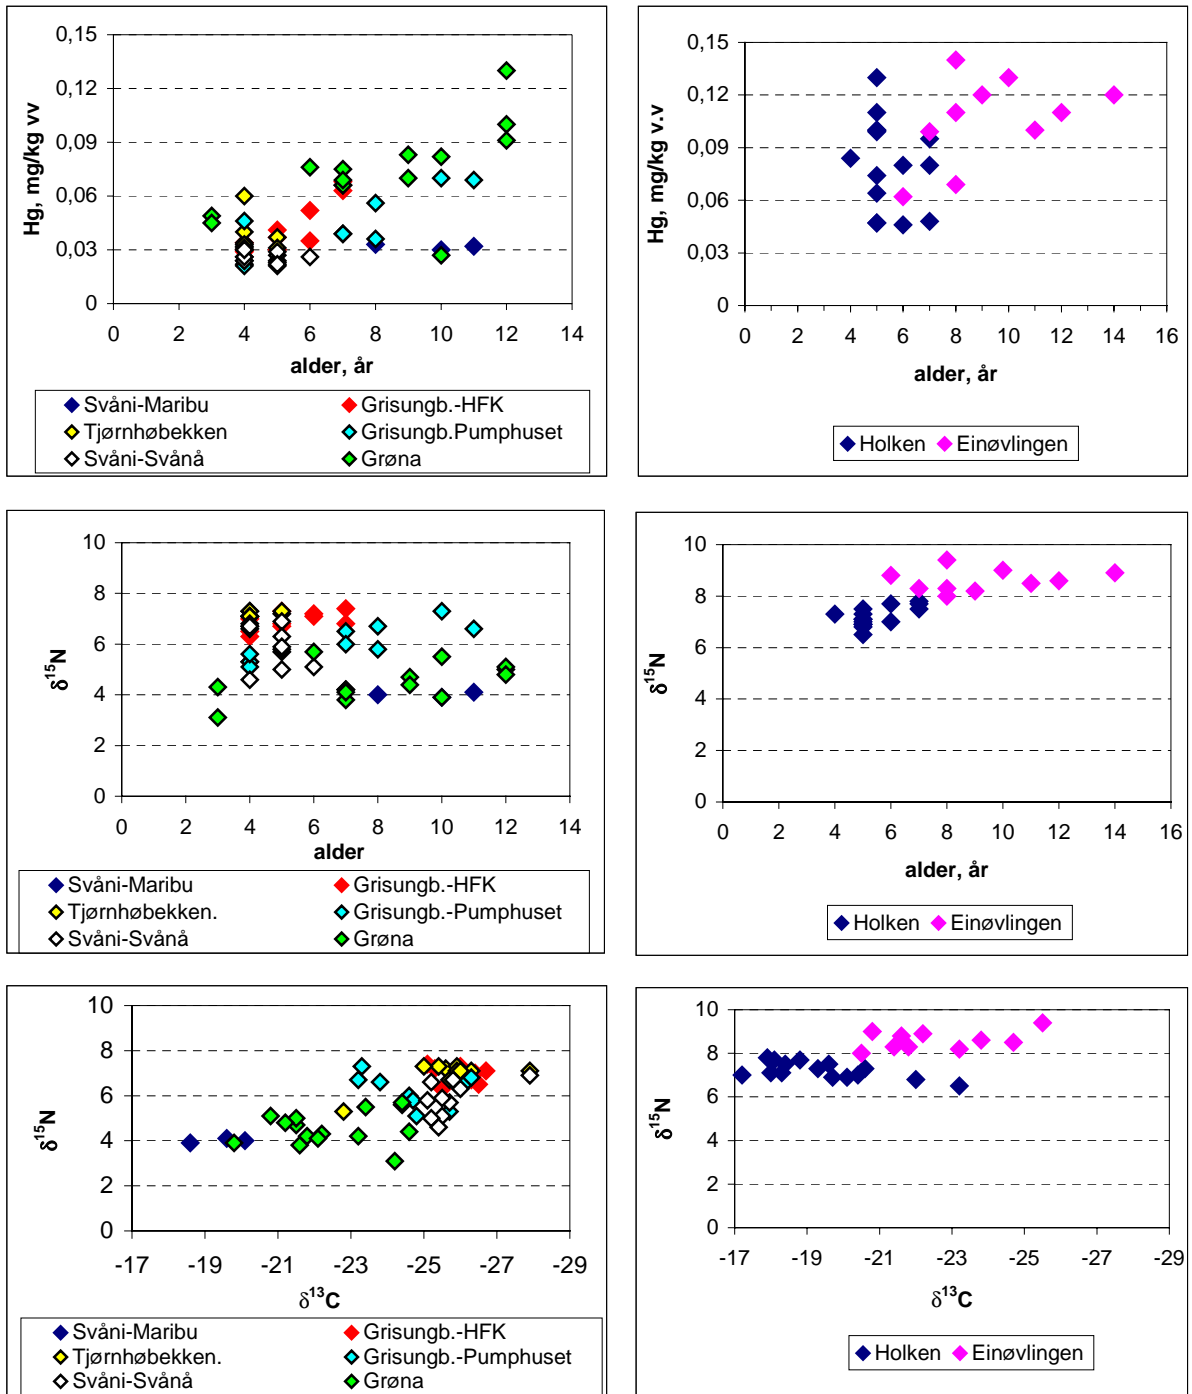 0,15
0,12
0,09
0,06
0,03
0
Hg, mg/kg vv
0 2 4 6 8 10 12 14
alder, år
Svåni-Maribu Grisungb.-HFK
Tjørnhøbekken Grisungb.Pumphuset
Svåni-Svånå Grøna
0,15
0,12
0,09
0,06
0,03
0
Hg, mg/kg v.v
0 2 4 6 8 10 12 14 16
alder, år
Holken Einøvlingen
10
8
6
4
2
0
δ15N
0 2 4 6 8 10 12 14
alder
Svåni-Maribu Grisungb.-HFK
Tjørnhøbekken. Grisungb.-Pumphuset
Svåni-Svånå Grøna
10
8
6
4
2
0
δ15N
0 2 4 6 8 10 12 14 16
alder, år
Holken Einøvlingen
10
8
6
4
2
0
δ15N
-17 -19 -21 -23 -25 -27 -29
δ13C
Svåni-Maribu Grisungb.-HFK
Tjørnhøbekken. Grisungb.-Pumphuset
Svåni-Svånå Grøna
10
8
6
4
2
0
δ15N
-17 -19 -21 -23 -25 -27 -29
δ13C
Holken Einøvlingen